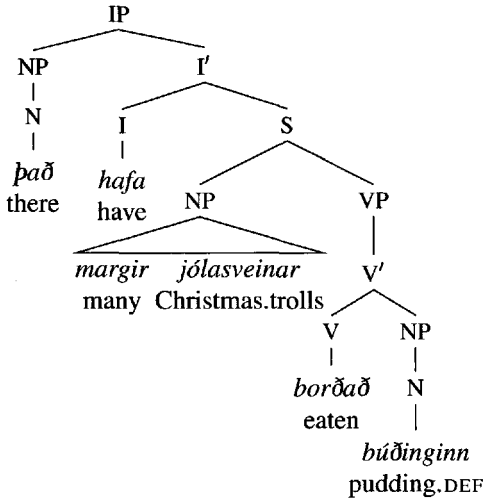 IP
NP I′
N I S
það hafa NP VP
there have
margir jólasveinar V′
many Christmas.trolls
V NP
borðað N
eaten
búðinginn
pudding.DEF